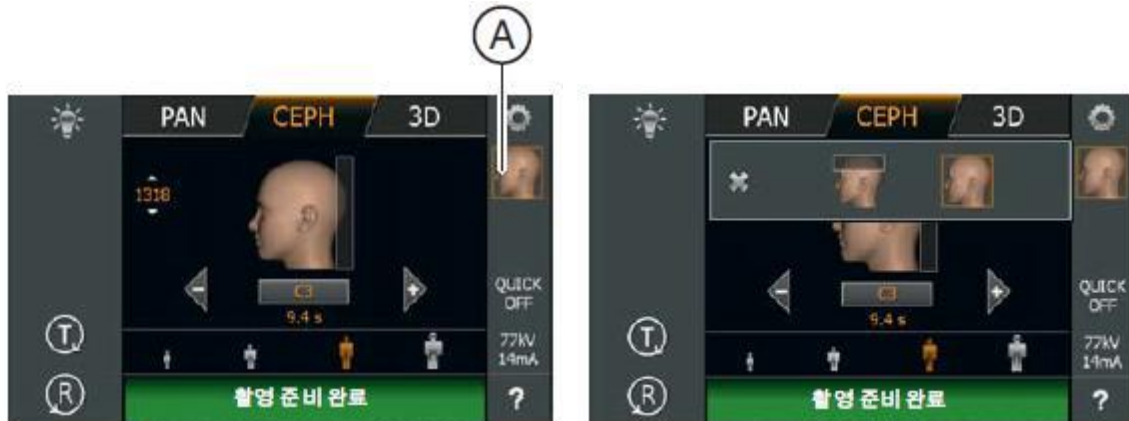 A
PAN CEPH 3D
1318
C3
9.4 s
QUICK
OFF
77kV
14mA
T
R
촬영 준비 완료
?
PAN CEPH 3D
C3
9.4 s
QUICK
OFF
77kV
14mA
T
R
촬영 준비 완료
?